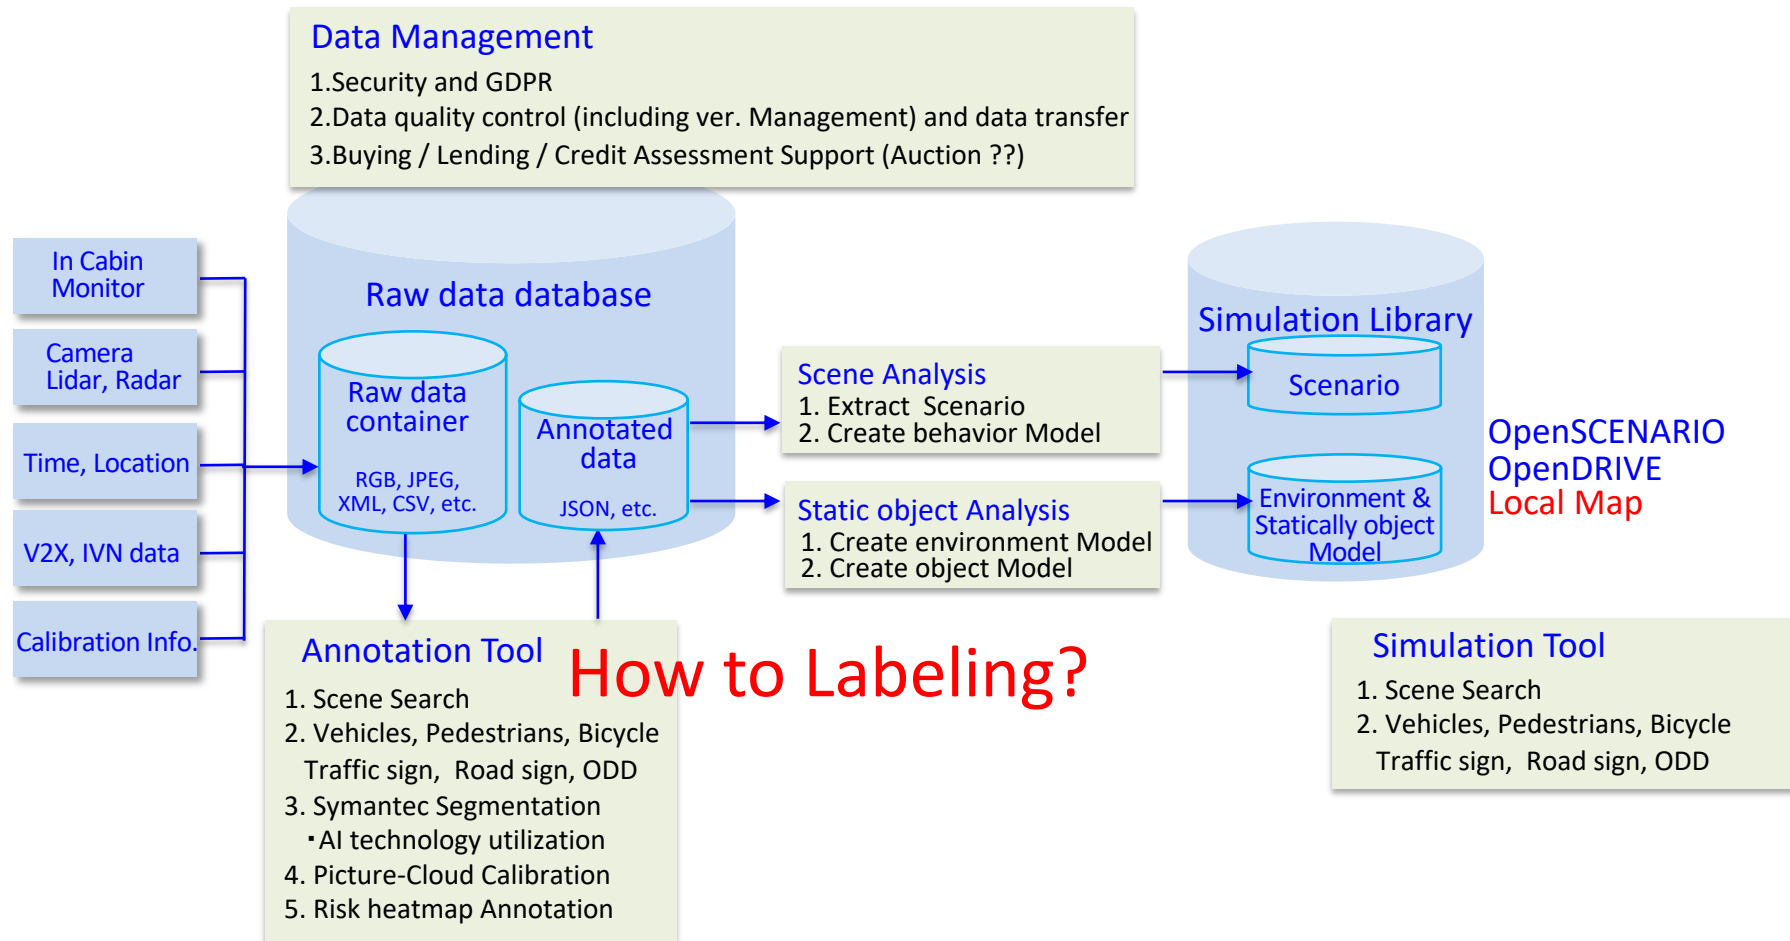 Data Management
1.Security and GDPR
2.Data quality control (including ver. Management) and data transfer
3.Buying / Lending / Credit Assessment Support (Auction ??)
In Cabin
Monitor
Camera
Lidar, Radar
Time, Location
V2X, IVN data
Calibration Info.
Raw data database
Raw data
container
RGB, JPEG,
XML, CSV, etc.
Annotated
data
JSON, etc.
Scene Analysis
1. Extract Scenario
2. Create behavior Model
Static object Analysis
1. Create environment Model
2. Create object Model
Simulation Library
Scenario
Environment &
Statically object
Model
OpenSCENARIO
OpenDRIVE
Local Map
Annotation Tool
1. Scene Search
2. Vehicles, Pedestrians, Bicycle
Traffic sign, Road sign, ODD
3. Symantec Segmentation
・AI technology utilization
4. Picture-Cloud Calibration
5. Risk heatmap Annotation
How to Labeling?
Simulation Tool
1. Scene Search
2. Vehicles, Pedestrians, Bicycle
Traffic sign, Road sign, ODD